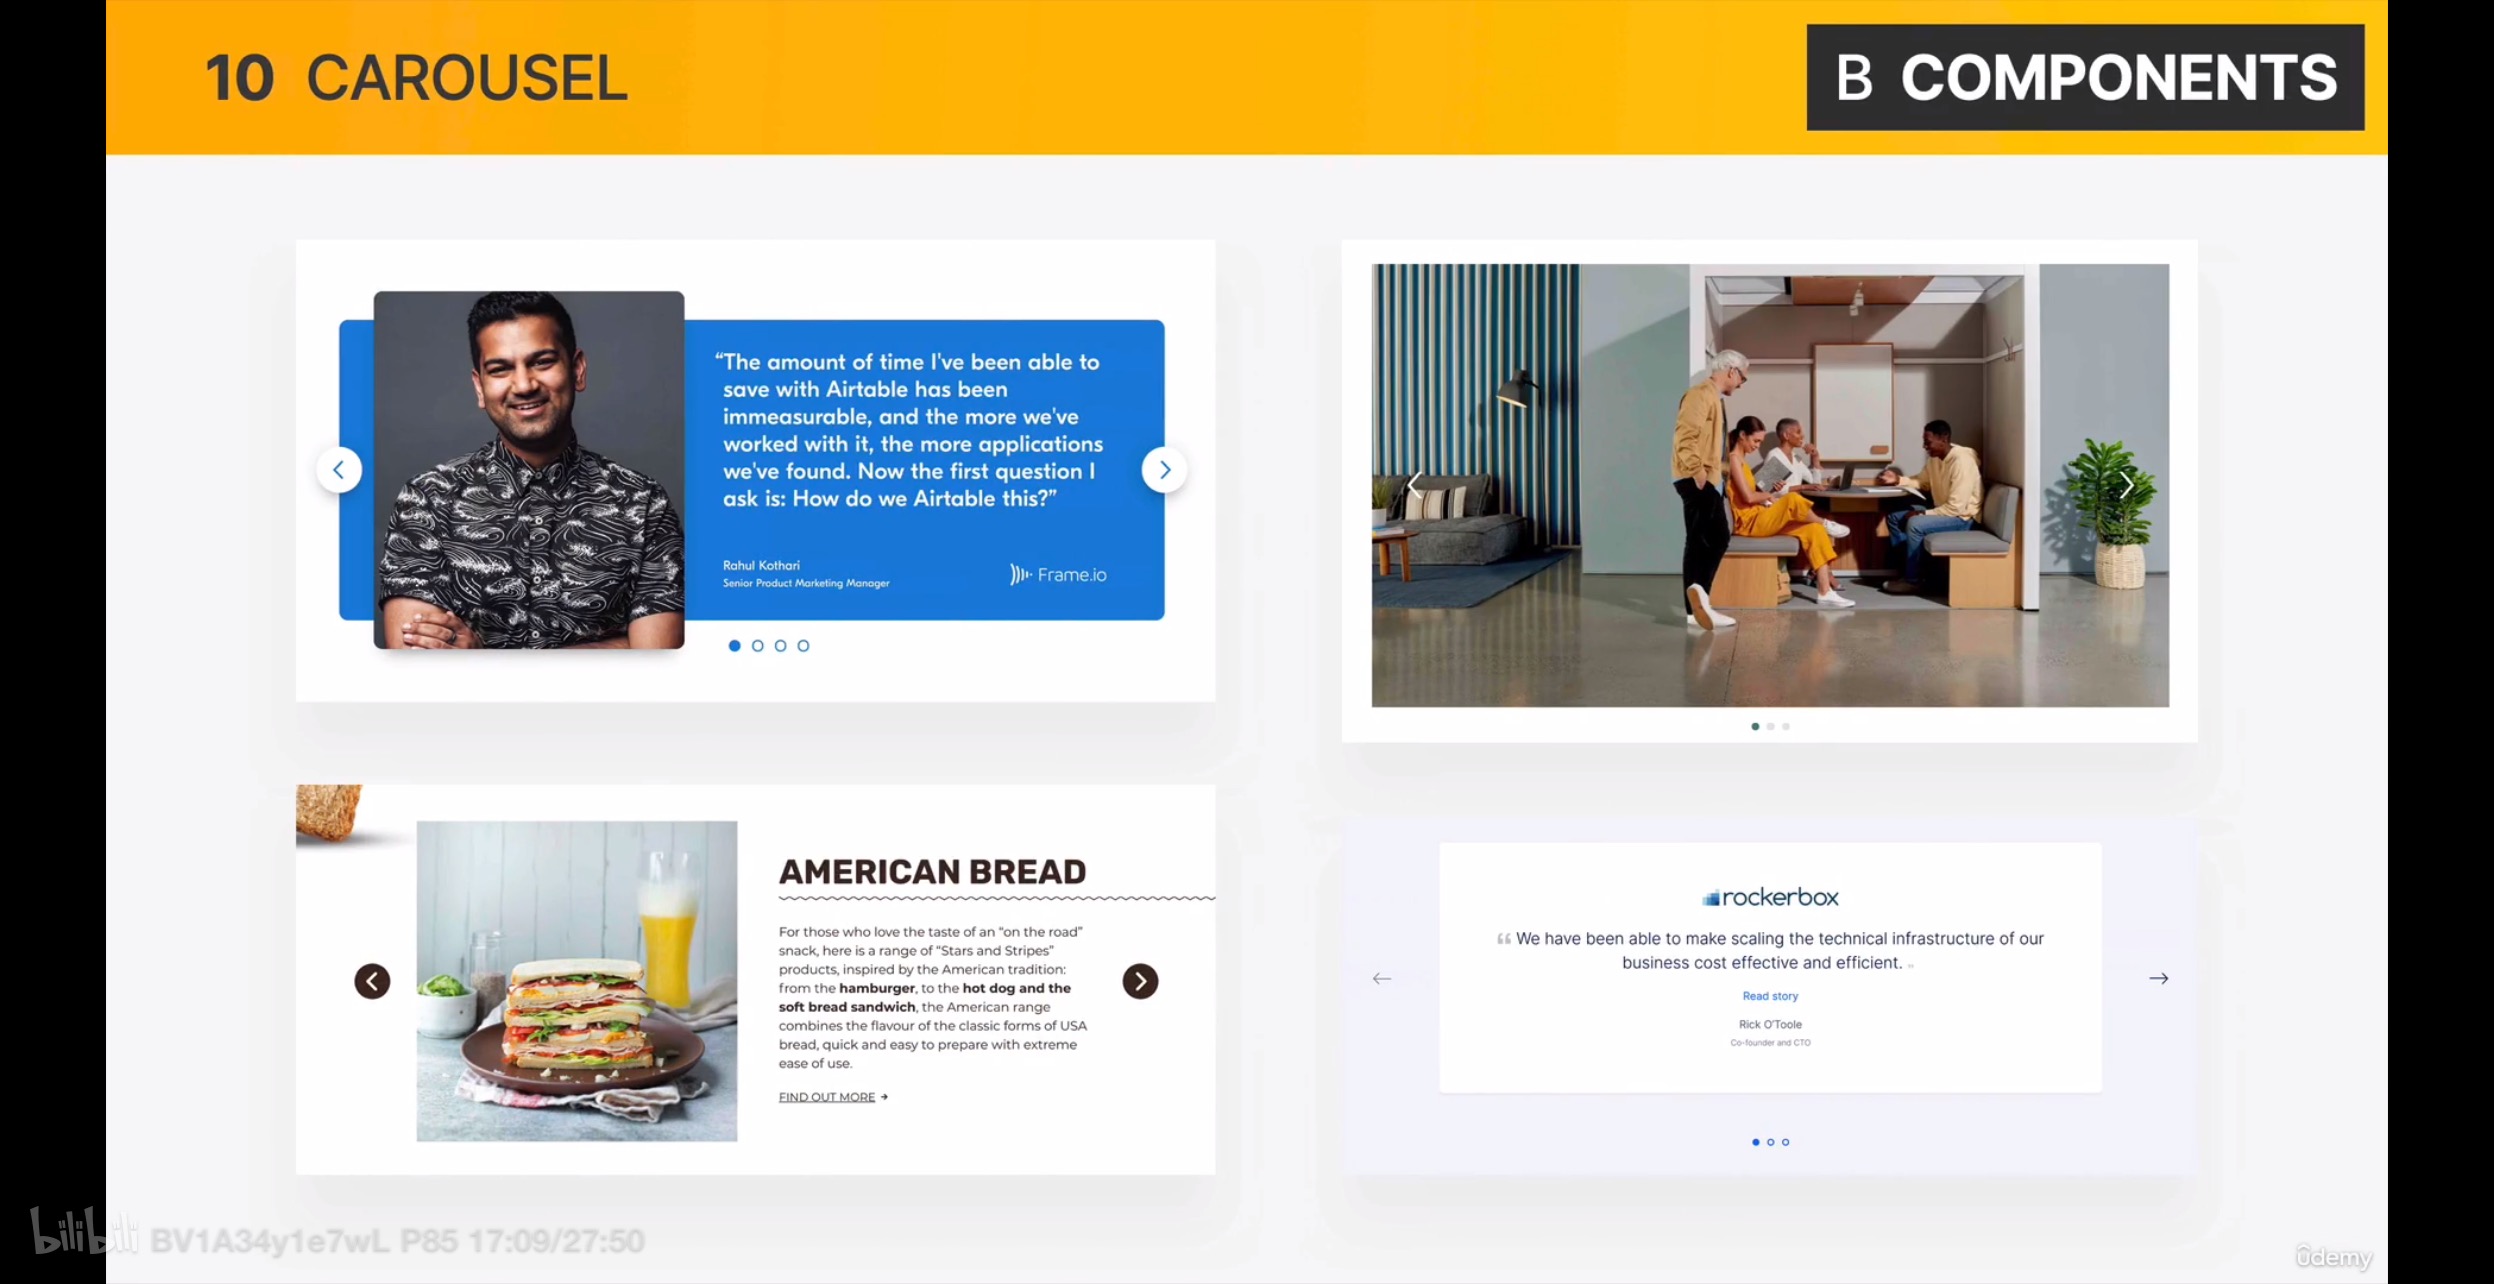 10 CAROUSEL
B COMPONENTS
“The amount of time I've been able to
save with Airtable has been
immeasurable, and the more we've
worked with it, the more applications
we've found. Now the first question I
ask is: How do we Airtable this?”
Rahul Kothari
Senior Product Marketing Manager
Frame.io
AMERICAN BREAD
For those who love the taste of an “on the road”
snack, here is a range of “Stars and Stripes”
products, inspired by the American tradition:
from the hamburger, to the hot dog and the
soft bread sandwich, the American range
combines the flavour of the classic forms of USA
bread, quick and easy to prepare with extreme
ease of use.
FIND OUT MORE →
rockerbox
“ We have been able to make scaling the technical infrastructure of our
business cost effective and efficient. ”
Read story
Rick O'Toole
Co-founder and CTO
bilibili BV1A34y1e7wL P85 17:09/27:50
ûdemy